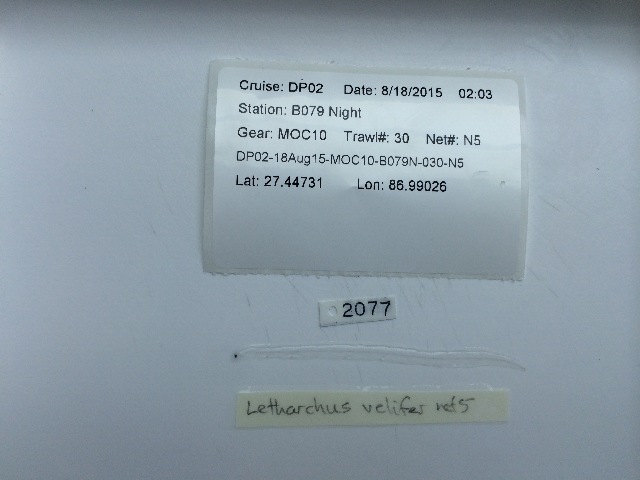 Cruise: DP02 Date: 8/18/2015 02:03
Station: B079 Night
Gear: MOC10 Trawl#: 30 Net#: N5
DP02-18Aug15-MOC10-B079N-030-N5
Lat: 27.44731 Lon: 86.99026
2077
Letharchus velifer net5